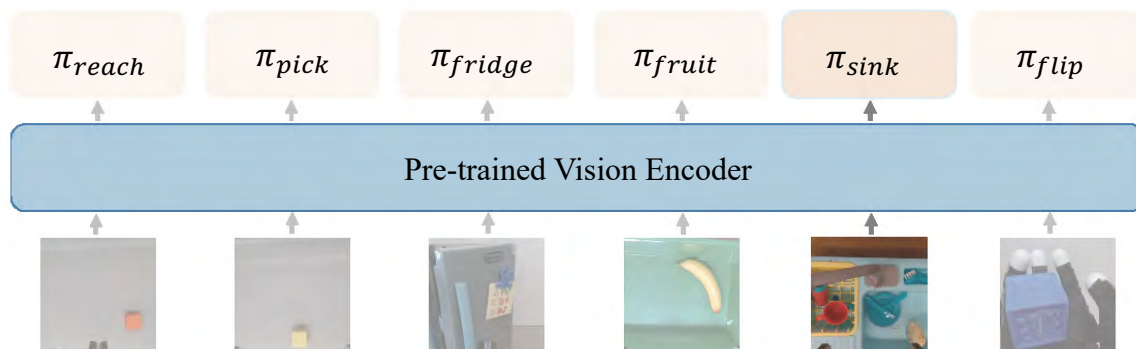 π_reach π_pick π_fridge π_fruit π_sink π_flip
Pre-trained Vision Encoder